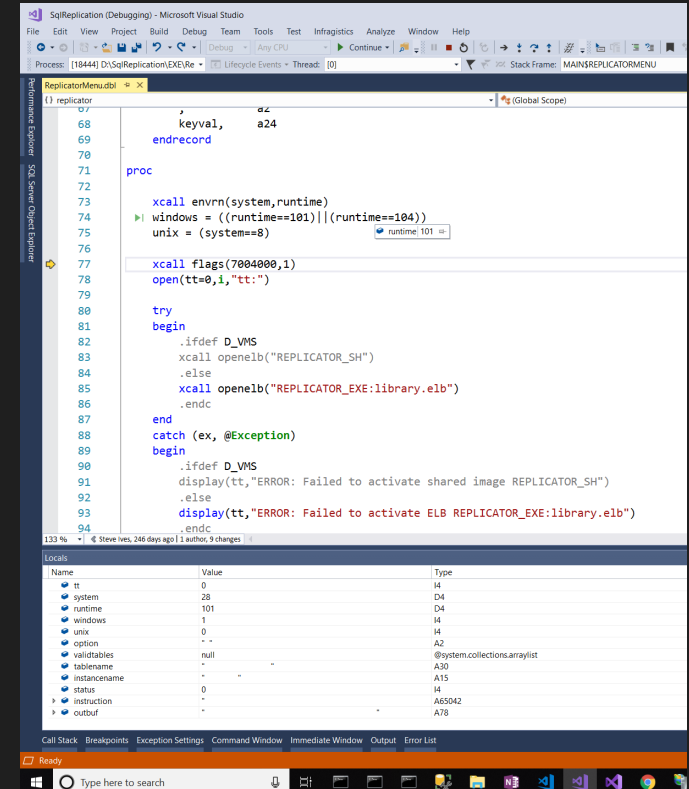 SqlReplication (Debugging) - Microsoft Visual Studio
File Edit View Project Build Debug Team Tools Test Infragistics Analyze Window Help
Debug Any CPU Continue
Process: [18444] D:\SqlReplication\EXE\Re Lifecycle Events Thread: [0] Stack Frame: MAIN$REPLICATORMENU
Performance Explorer
SQL Server Object Explorer
ReplicatorMenu.dbl
{ } replicator (Global Scope)
67 , a2
68 keyval, a24
69 endrecord
70
71 proc
72
73 xcall envrn(system,runtime)
74 windows = ((runtime==101)||(runtime==104))
75 unix = (system==8)
runtime 101
76
77 xcall flags(7004000,1)
78 open(tt=0,i,"tt:")
79
80 try
81 begin
82 .ifdef D_VMS
83 xcall openelb("REPLICATOR_SH")
84 .else
85 xcall openelb("REPLICATOR_EXE:library.elb")
86 .endc
87 end
88 catch (ex, @Exception)
89 begin
90 .ifdef D_VMS
91 display(tt,"ERROR: Failed to activate shared image REPLICATOR_SH")
92 .else
93 display(tt,"ERROR: Failed to activate ELB REPLICATOR_EXE:library.elb")
94 .endc
133 % Steve Ives, 246 days ago | 1 author, 9 changes
Locals
Name Value Type
tt 0 I4
system 28 D4
runtime 101 D4
windows 1 I4
unix 0 I4
option " " A2
validtables null @system.collections.arraylist
tablename " " A30
instancename " " A15
status 0 I4
instruction " A65042
outbuf " " A78
Call Stack Breakpoints Exception Settings Command Window Immediate Window Output Error List
Ready
Type here to search